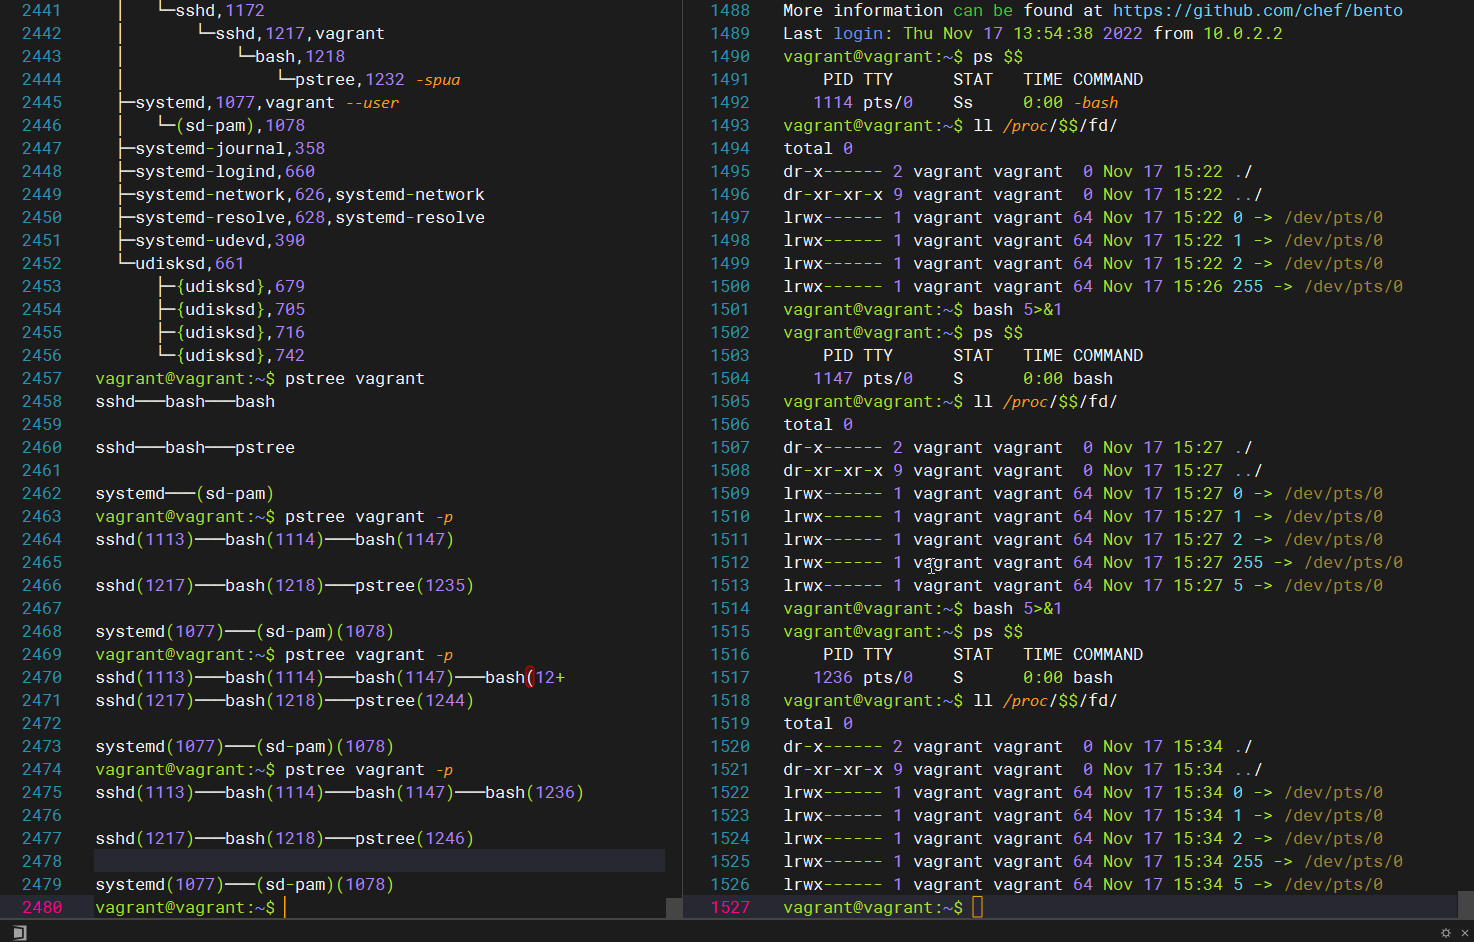 2441 │   └─sshd,1172
2442 │       └─sshd,1217,vagrant
2443 │           └─bash,1218
2444 │               └─pstree,1232 -spua
2445 ├─systemd,1077,vagrant --user
2446 │   └─(sd-pam),1078
2447 ├─systemd-journal,358
2448 ├─systemd-logind,660
2449 ├─systemd-network,626,systemd-network
2450 ├─systemd-resolve,628,systemd-resolve
2451 ├─systemd-udevd,390
2452 └─udisksd,661
2453     ├─{udisksd},679
2454     ├─{udisksd},705
2455     ├─{udisksd},716
2456     └─{udisksd},742
2457 vagrant@vagrant:~$ pstree vagrant
2458 sshd───bash───bash
2459
2460 sshd───bash───pstree
2461
2462 systemd───(sd-pam)
2463 vagrant@vagrant:~$ pstree vagrant -p
2464 sshd(1113)───bash(1114)───bash(1147)
2465
2466 sshd(1217)───bash(1218)───pstree(1235)
2467
2468 systemd(1077)───(sd-pam)(1078)
2469 vagrant@vagrant:~$ pstree vagrant -p
2470 sshd(1113)───bash(1114)───bash(1147)───bash(12+
2471 sshd(1217)───bash(1218)───pstree(1244)
2472
2473 systemd(1077)───(sd-pam)(1078)
2474 vagrant@vagrant:~$ pstree vagrant -p
2475 sshd(1113)───bash(1114)───bash(1147)───bash(1236)
2476
2477 sshd(1217)───bash(1218)───pstree(1246)
2478
2479 systemd(1077)───(sd-pam)(1078)
2480 vagrant@vagrant:~$
1488 More information can be found at https://github.com/chef/bento
1489 Last login: Thu Nov 17 13:54:38 2022 from 10.0.2.2
1490 vagrant@vagrant:~$ ps $$
1491     PID TTY      STAT   TIME COMMAND
1492    1114 pts/0    Ss     0:00 -bash
1493 vagrant@vagrant:~$ ll /proc/$$/fd/
1494 total 0
1495 dr-x------ 2 vagrant vagrant  0 Nov 17 15:22 ./
1496 dr-xr-xr-x 9 vagrant vagrant  0 Nov 17 15:22 ../
1497 lrwx------ 1 vagrant vagrant 64 Nov 17 15:22 0 -> /dev/pts/0
1498 lrwx------ 1 vagrant vagrant 64 Nov 17 15:22 1 -> /dev/pts/0
1499 lrwx------ 1 vagrant vagrant 64 Nov 17 15:22 2 -> /dev/pts/0
1500 lrwx------ 1 vagrant vagrant 64 Nov 17 15:26 255 -> /dev/pts/0
1501 vagrant@vagrant:~$ bash 5>&1
1502 vagrant@vagrant:~$ ps $$
1503     PID TTY      STAT   TIME COMMAND
1504    1147 pts/0    S      0:00 bash
1505 vagrant@vagrant:~$ ll /proc/$$/fd/
1506 total 0
1507 dr-x------ 2 vagrant vagrant  0 Nov 17 15:27 ./
1508 dr-xr-xr-x 9 vagrant vagrant  0 Nov 17 15:27 ../
1509 lrwx------ 1 vagrant vagrant 64 Nov 17 15:27 0 -> /dev/pts/0
1510 lrwx------ 1 vagrant vagrant 64 Nov 17 15:27 1 -> /dev/pts/0
1511 lrwx------ 1 vagrant vagrant 64 Nov 17 15:27 2 -> /dev/pts/0
1512 lrwx------ 1 vagrant vagrant 64 Nov 17 15:27 255 -> /dev/pts/0
1513 lrwx------ 1 vagrant vagrant 64 Nov 17 15:27 5 -> /dev/pts/0
1514 vagrant@vagrant:~$ bash 5>&1
1515 vagrant@vagrant:~$ ps $$
1516     PID TTY      STAT   TIME COMMAND
1517    1236 pts/0    S      0:00 bash
1518 vagrant@vagrant:~$ ll /proc/$$/fd/
1519 total 0
1520 dr-x------ 2 vagrant vagrant  0 Nov 17 15:34 ./
1521 dr-xr-xr-x 9 vagrant vagrant  0 Nov 17 15:34 ../
1522 lrwx------ 1 vagrant vagrant 64 Nov 17 15:34 0 -> /dev/pts/0
1523 lrwx------ 1 vagrant vagrant 64 Nov 17 15:34 1 -> /dev/pts/0
1524 lrwx------ 1 vagrant vagrant 64 Nov 17 15:34 2 -> /dev/pts/0
1525 lrwx------ 1 vagrant vagrant 64 Nov 17 15:34 255 -> /dev/pts/0
1526 lrwx------ 1 vagrant vagrant 64 Nov 17 15:34 5 -> /dev/pts/0
1527 vagrant@vagrant:~$